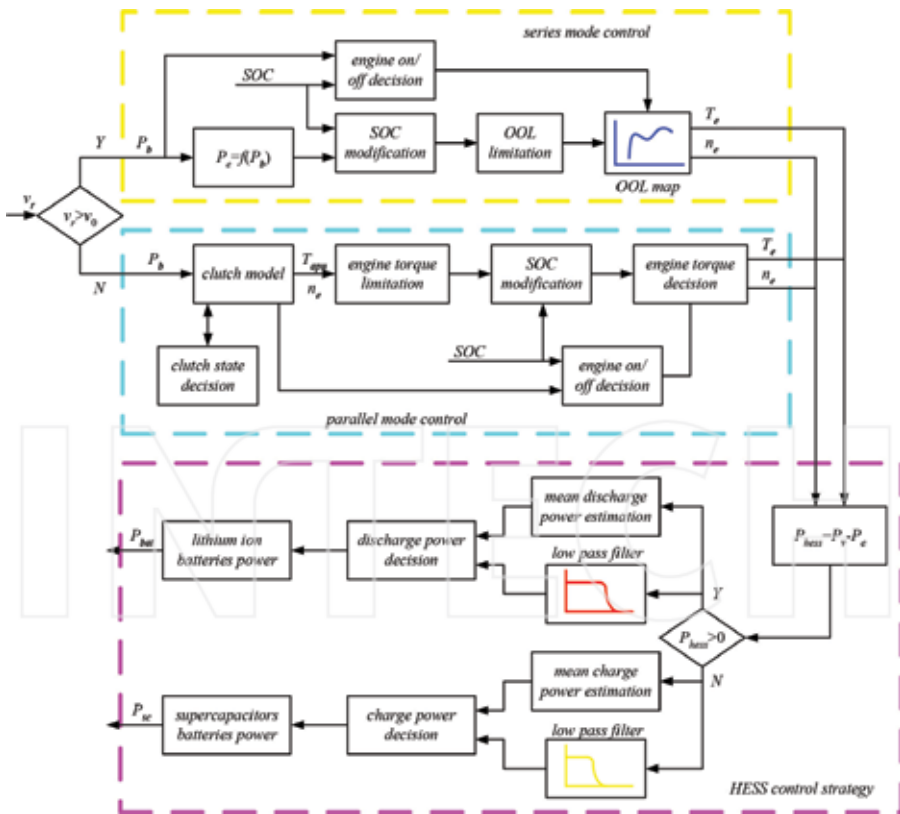 series mode control
engine on/
off decision
SOC
Y
P_b
P_e=f(P_b)
SOC
modification
OOL
limitation
OOL map
T_e
n_e
v_r
v_r>v_0
N
P_b
clutch model
T_apu
n_e
engine torque
limitation
SOC
modification
engine torque
decision
T_e
n_e
clutch state
decision
SOC
engine on/
off decision
parallel mode control
INTECH
P_bat
lithium ion
batteries power
discharge power
decision
mean discharge
power estimation
low pass filter
Y
P_hess=P_v-P_e
P_hess>0
N
mean charge
power estimation
P_sc
supercapacitors
batteries power
charge power
decision
low pass filter
HESS control strategy